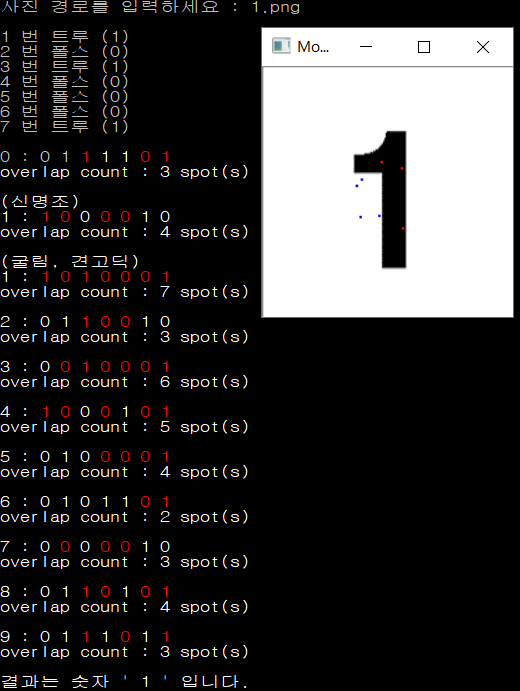 사진 경로를 입력하세요 : 1.png
1 번 트루 (1)
2 번 폴스 (0)
3 번 트루 (1)
4 번 폴스 (0)
5 번 폴스 (0)
6 번 폴스 (0)
7 번 트루 (1)
0 : 0 1 1 1 1 0 1
overlap count : 3 spot(s)
(신명조)
1 : 1 0 0 0 0 1 0
overlap count : 4 spot(s)
(굴림, 견고딕)
1 : 1 0 1 0 0 0 1
overlap count : 7 spot(s)
2 : 0 1 1 0 0 1 0
overlap count : 3 spot(s)
3 : 0 0 1 0 0 0 1
overlap count : 6 spot(s)
4 : 1 0 0 0 1 0 1
overlap count : 5 spot(s)
5 : 0 1 0 0 0 0 1
overlap count : 4 spot(s)
6 : 0 1 0 1 1 0 1
overlap count : 2 spot(s)
7 : 0 0 0 0 0 1 0
overlap count : 3 spot(s)
8 : 0 1 1 0 1 0 1
overlap count : 4 spot(s)
9 : 0 1 1 1 0 1 1
overlap count : 3 spot(s)
결과는 숫자 ' 1 ' 입니다.
Mo...
1